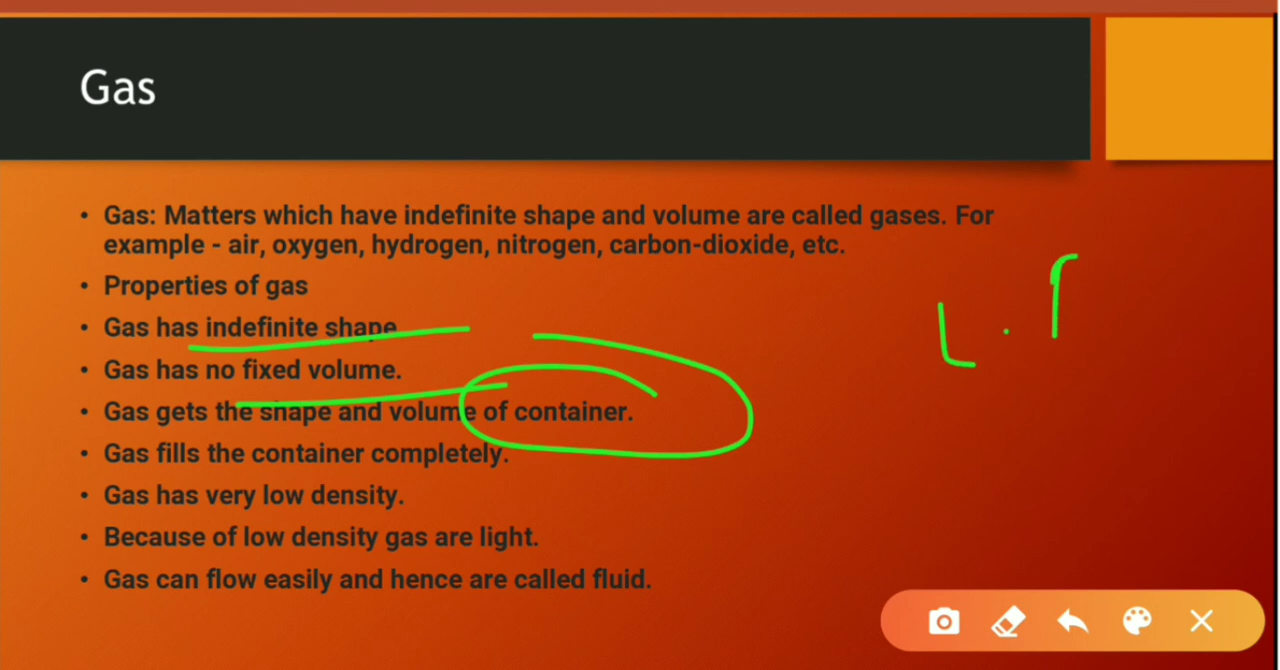 Gas
• Gas: Matters which have indefinite shape and volume are called gases. For
example - air, oxygen, hydrogen, nitrogen, carbon-dioxide, etc.
• Properties of gas
• Gas has indefinite shape
• Gas has no fixed volume.
• Gas gets the shape and volume of container.
• Gas fills the container completely.
• Gas has very low density.
• Because of low density gas are light.
• Gas can flow easily and hence are called fluid.